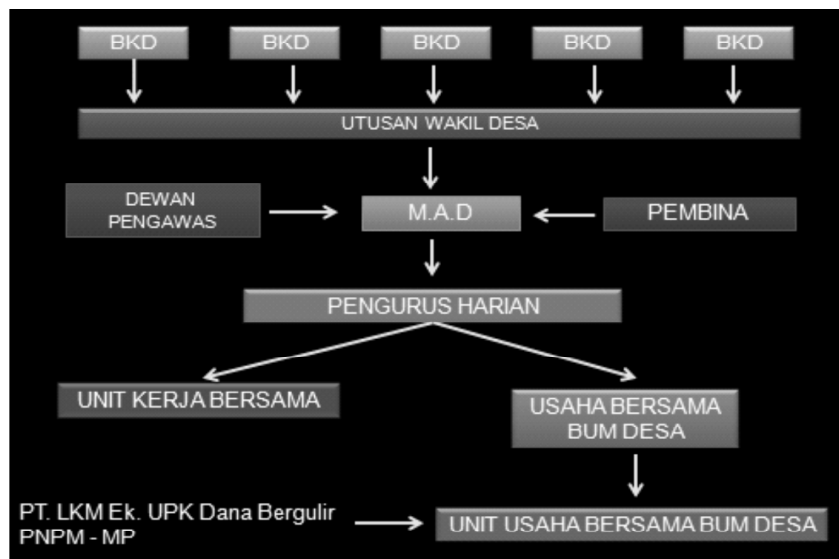 BKD
BKD
BKD
BKD
BKD
UTUSAN WAKIL DESA
DEWAN
PENGAWAS
M.A.D
PEMBINA
PENGURUS HARIAN
UNIT KERJA BERSAMA
USAHA BERSAMA
BUM DESA
PT. LKM Ek. UPK Dana Bergulir
PNPM - MP
UNIT USAHA BERSAMA BUM DESA